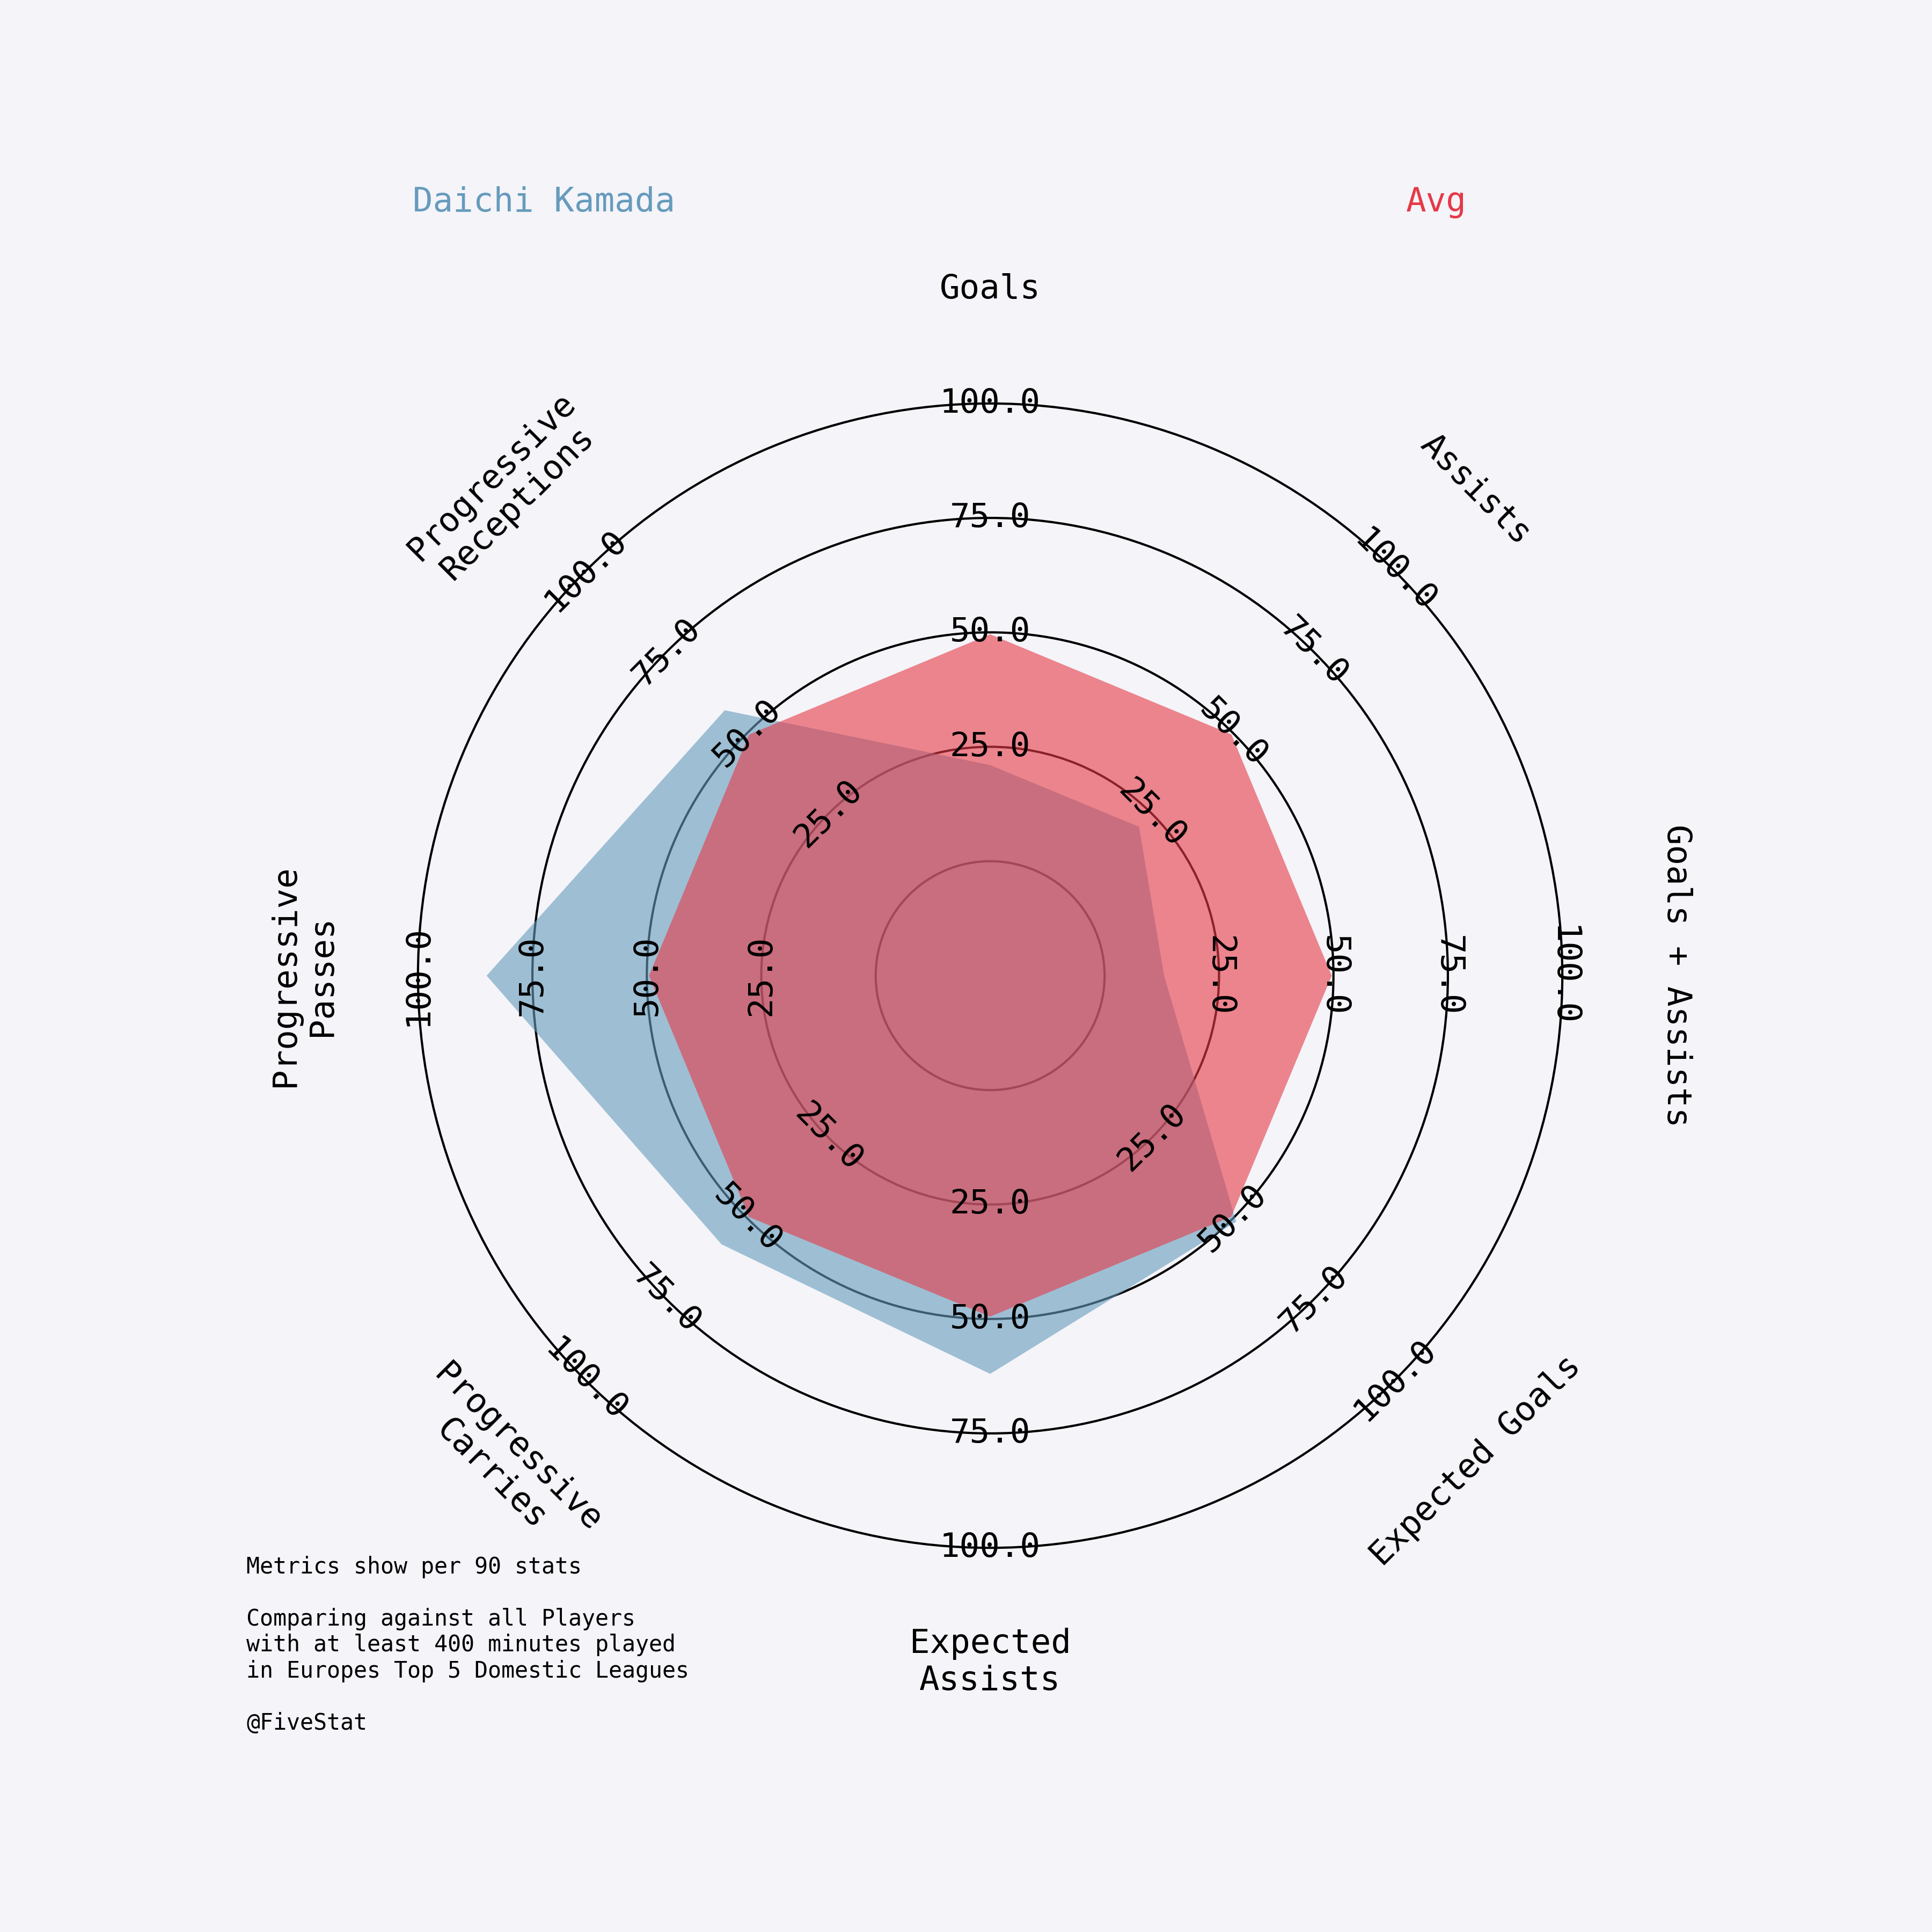 Daichi Kamada
Avg
Goals
Assists
Goals + Assists
Expected Goals
Expected
Assists
Progressive
Carries
Progressive
Passes
Progressive
Receptions
25.0
50.0
75.0
100.0
25.0
50.0
75.0
100.0
25.0
50.0
75.0
100.0
25.0
50.0
75.0
100.0
25.0
50.0
75.0
100.0
25.0
50.0
75.0
100.0
25.0
50.0
75.0
100.0
25.0
50.0
75.0
100.0
Metrics show per 90 stats
Comparing against all Players
with at least 400 minutes played
in Europes Top 5 Domestic Leagues
@FiveStat